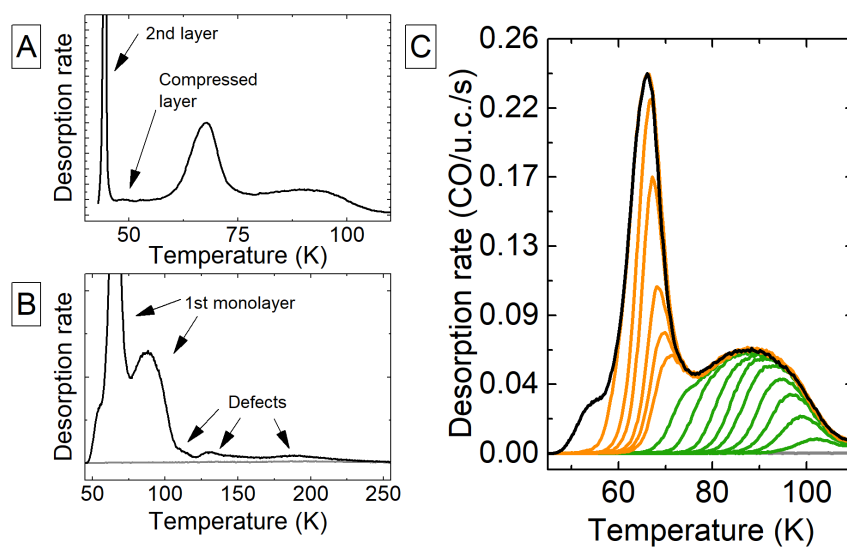 A
2nd layer
Compressed
layer
Desorption rate
50
75
100
Temperature (K)
B
1st monolayer
Defects
Desorption rate
50
100
150
200
250
Temperature (K)
C
0.26
0.22
0.17
0.13
0.09
0.04
0.00
Desorption rate (CO/u.c./s)
60
80
100
Temperature (K)